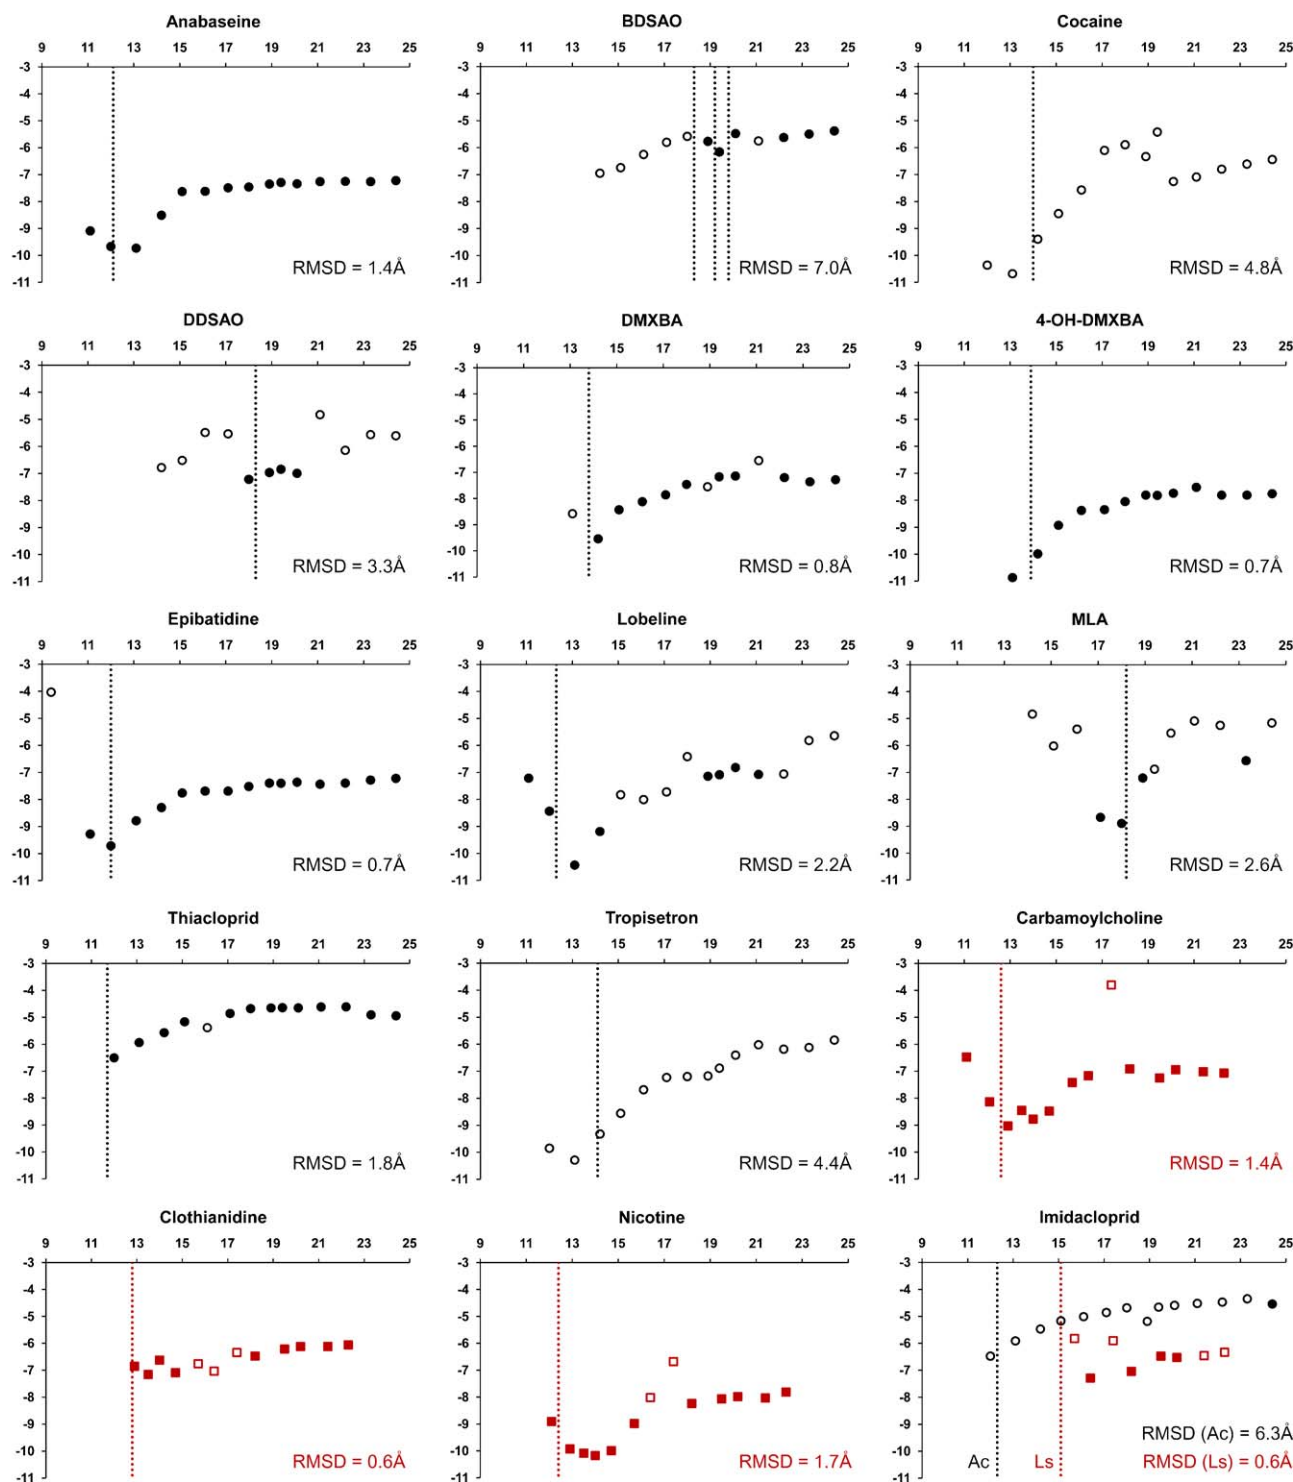 Anabaseine
9 11 13 15 17 19 21 23 25
-3
-4
-5
-6
-7
-8
-9
-10
-11
RMSD = 1.4Å
BDSAO
9 11 13 15 17 19 21 23 25
-3
-4
-5
-6
-7
-8
-9
-10
-11
RMSD = 7.0Å
Cocaine
9 11 13 15 17 19 21 23 25
-3
-4
-5
-6
-7
-8
-9
-10
-11
RMSD = 4.8Å
DDSAO
9 11 13 15 17 19 21 23 25
-3
-4
-5
-6
-7
-8
-9
-10
-11
RMSD = 3.3Å
DMXBA
9 11 13 15 17 19 21 23 25
-3
-4
-5
-6
-7
-8
-9
-10
-11
RMSD = 0.8Å
4-OH-DMXBA
9 11 13 15 17 19 21 23 25
-3
-4
-5
-6
-7
-8
-9
-10
-11
RMSD = 0.7Å
Epibatidine
9 11 13 15 17 19 21 23 25
-3
-4
-5
-6
-7
-8
-9
-10
-11
RMSD = 0.7Å
Lobeline
9 11 13 15 17 19 21 23 25
-3
-4
-5
-6
-7
-8
-9
-10
-11
RMSD = 2.2Å
MLA
9 11 13 15 17 19 21 23 25
-3
-4
-5
-6
-7
-8
-9
-10
-11
RMSD = 2.6Å
Thiacloprid
9 11 13 15 17 19 21 23 25
-3
-4
-5
-6
-7
-8
-9
-10
-11
RMSD = 1.8Å
Tropisetron
9 11 13 15 17 19 21 23 25
-3
-4
-5
-6
-7
-8
-9
-10
-11
RMSD = 4.4Å
Carbamoylcholine
9 11 13 15 17 19 21 23 25
-3
-4
-5
-6
-7
-8
-9
-10
-11
RMSD = 1.4Å
Clothianidine
9 11 13 15 17 19 21 23 25
-3
-4
-5
-6
-7
-8
-9
-10
-11
RMSD = 0.6Å
Nicotine
9 11 13 15 17 19 21 23 25
-3
-4
-5
-6
-7
-8
-9
-10
-11
RMSD = 1.7Å
Imidacloprid
9 11 13 15 17 19 21 23 25
-3
-4
-5
-6
-7
-8
-9
-10
-11
RMSD (Ac) = 6.3Å
Ac Ls RMSD (Ls) = 0.6Å